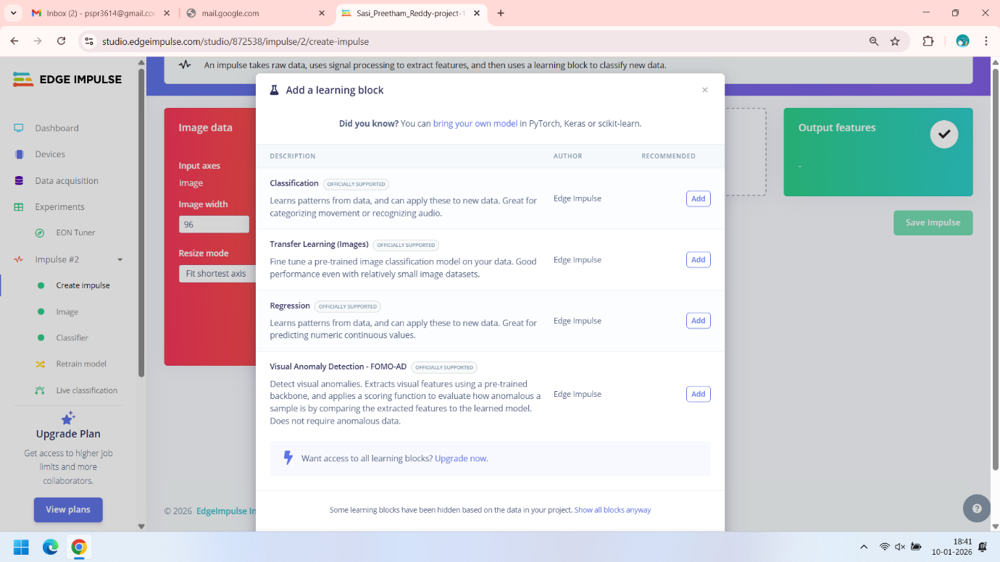 Inbox (2) - pspr3614@gmail.co
mail.google.com
Sasi_Preetham_Reddy-project-1
studio.edgeimpulse.com/studio/872538/impulse/2/create-impulse
EDGE IMPULSE
Dashboard
Devices
Data acquisition
Experiments
EON Tuner
Impulse #2
Create impulse
Image
Classifier
Retrain model
Live classification
Upgrade Plan
Get access to higher job
limits and more
collaborators.
View plans
An impulse takes raw data, uses signal processing to extract features, and then uses a learning block to classify new data.
Image data
Input axes
image
Image width
96
Resize mode
Fit shortest axis
Add a learning block
×
Did you know? You can bring your own model in PyTorch, Keras or scikit-learn.
DESCRIPTION AUTHOR RECOMMENDED
Classification OFFICIALLY SUPPORTED
Learns patterns from data, and can apply these to new data. Great for
categorizing movement or recognizing audio.
Edge Impulse
Add
Transfer Learning (Images) OFFICIALLY SUPPORTED
Fine tune a pre-trained image classification model on your data. Good
performance even with relatively small image datasets.
Edge Impulse
Add
Regression OFFICIALLY SUPPORTED
Learns patterns from data, and can apply these to new data. Great for
predicting numeric continuous values.
Edge Impulse
Add
Visual Anomaly Detection - FOMO-AD OFFICIALLY SUPPORTED
Detect visual anomalies. Extracts visual features using a pre-trained
backbone, and applies a scoring function to evaluate how anomalous a
sample is by comparing the extracted features to the learned model.
Does not require anomalous data.
Edge Impulse
Add
Want access to all learning blocks? Upgrade now.
Some learning blocks have been hidden based on the data in your project. Show all blocks anyway
Output features
-
Save Impulse
© 2026 EdgeImpulse In
18:41
10-01-2026